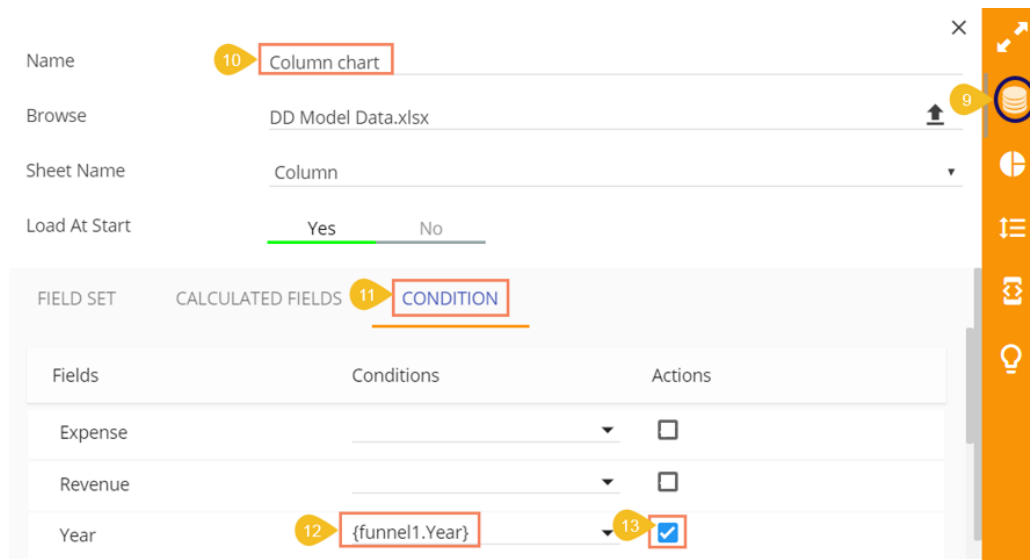 Name 10 Column chart
Browse DD Model Data.xlsx 9
Sheet Name Column
Load At Start Yes No
FIELD SET CALCULATED FIELDS 11 CONDITION
Fields Conditions Actions
Expense
Revenue
Year 12 {funnel1.Year} 13